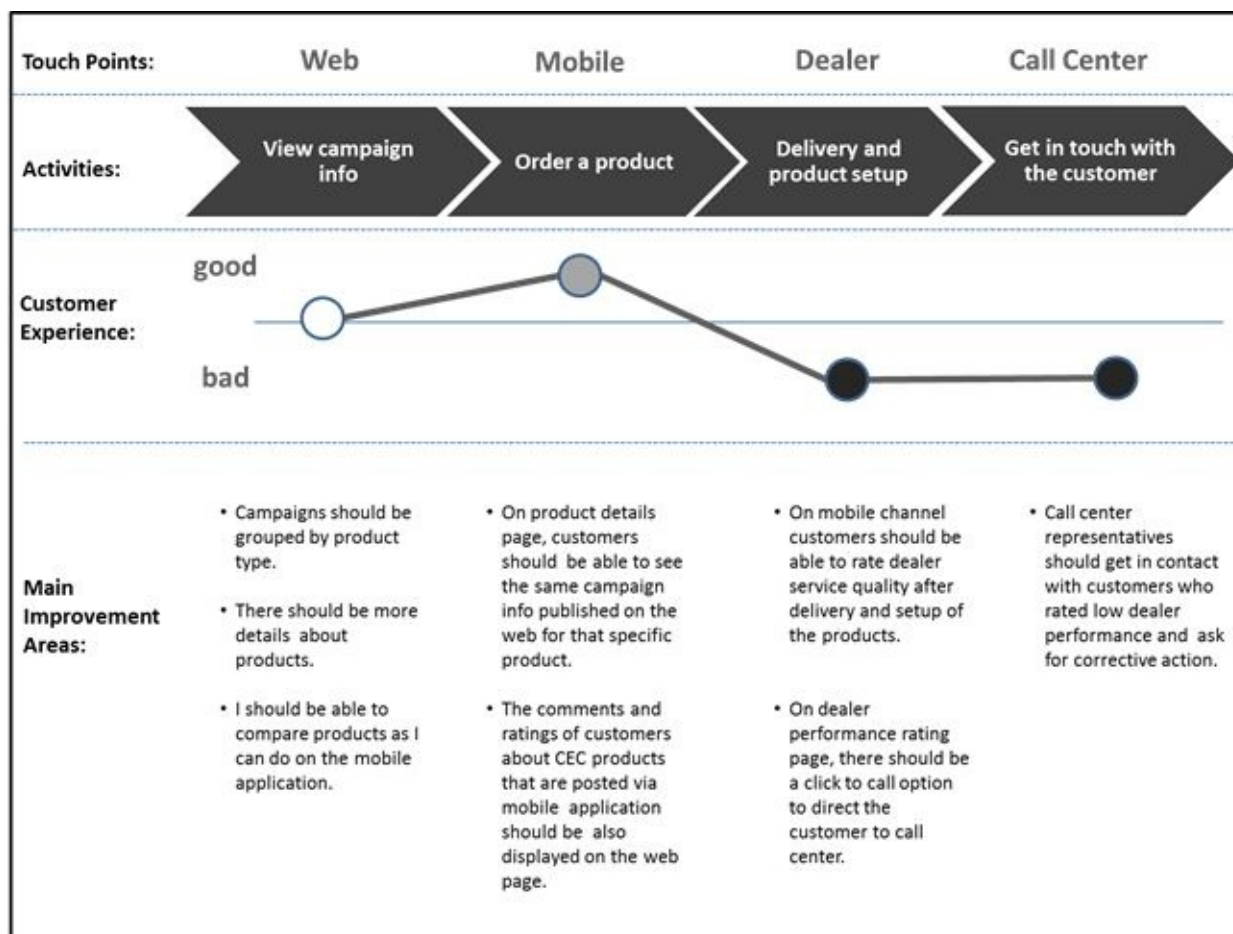 Touch Points:
Web
Mobile
Dealer
Call Center
Activities:
View campaign
info
Order a product
Delivery and
product setup
Get in touch with
the customer
Customer
Experience:
good
bad
Main
Improvement
Areas:
• Campaigns should be
grouped by product
type.
• There should be more
details about
products.
• I should be able to
compare products as I
can do on the mobile
application.
• On product details
page, customers
should be able to see
the same campaign
info published on the
web for that specific
product.
• The comments and
ratings of customers
about CEC products
that are posted via
mobile application
should be also
displayed on the web
page.
• On mobile channel
customers should be
able to rate dealer
service quality after
delivery and setup of
the products.
• On dealer
performance rating
page, there should be
a click to call option
to direct the
customer to call
center.
• Call center
representatives
should get in contact
with customers who
rated low dealer
performance and ask
for corrective action.